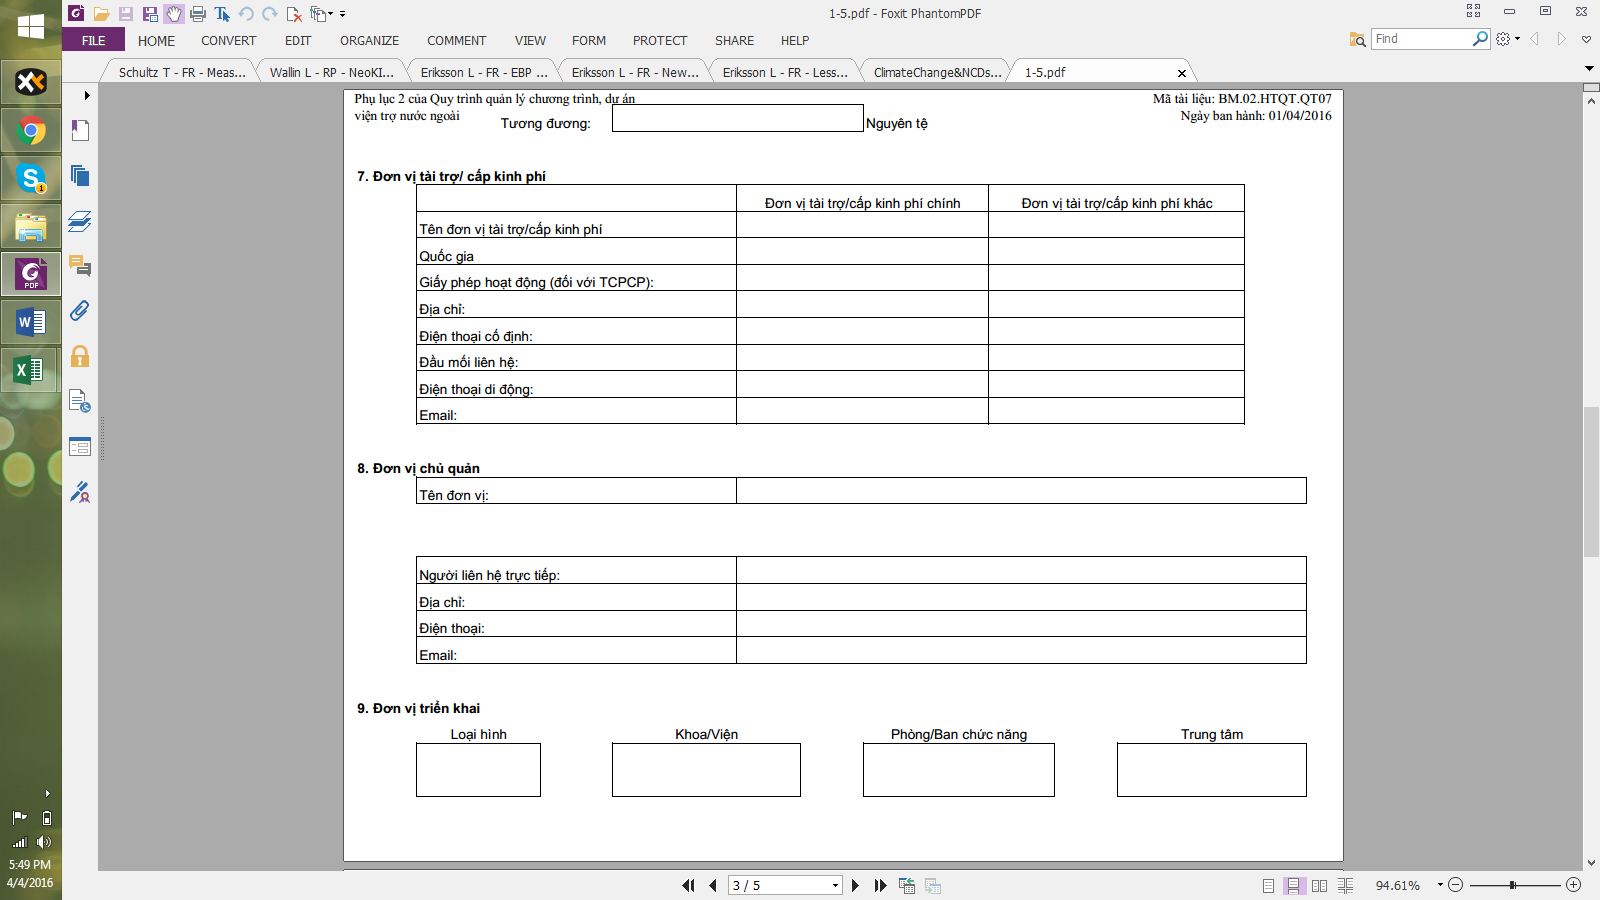 1-5.pdf - Foxit PhantomPDF
FILE HOME CONVERT EDIT ORGANIZE COMMENT VIEW FORM PROTECT SHARE HELP
Find
Schultz T - FR - Meas... Wallin L - RP - NeoKI... Eriksson L - FR - EBP ... Eriksson L - FR - New... Eriksson L - FR - Less... ClimateChange&NCDs... 1-5.pdf
Phụ lục 2 của Quy trình quản lý chương trình, dự án
viện trợ nước ngoài
Mã tài liệu: BM.02.HTQT.QT07
Ngày ban hành: 01/04/2016
Tương đương: Nguyên tệ
7. Đơn vị tài trợ/ cấp kinh phí
Đơn vị tài trợ/cấp kinh phí chính Đơn vị tài trợ/cấp kinh phí khác
Tên đơn vị tài trợ/cấp kinh phí
Quốc gia
Giấy phép hoạt động (đối với TCPCP):
Địa chỉ:
Điện thoại cố định:
Đầu mối liên hệ:
Điện thoại di động:
Email:
8. Đơn vị chủ quản
Tên đơn vị:
Người liên hệ trực tiếp:
Địa chỉ:
Điện thoại:
Email:
9. Đơn vị triển khai
Loại hình Khoa/Viện Phòng/Ban chức năng Trung tâm
3 / 5
94.61%
1
PDF
5:49 PM
4/4/2016